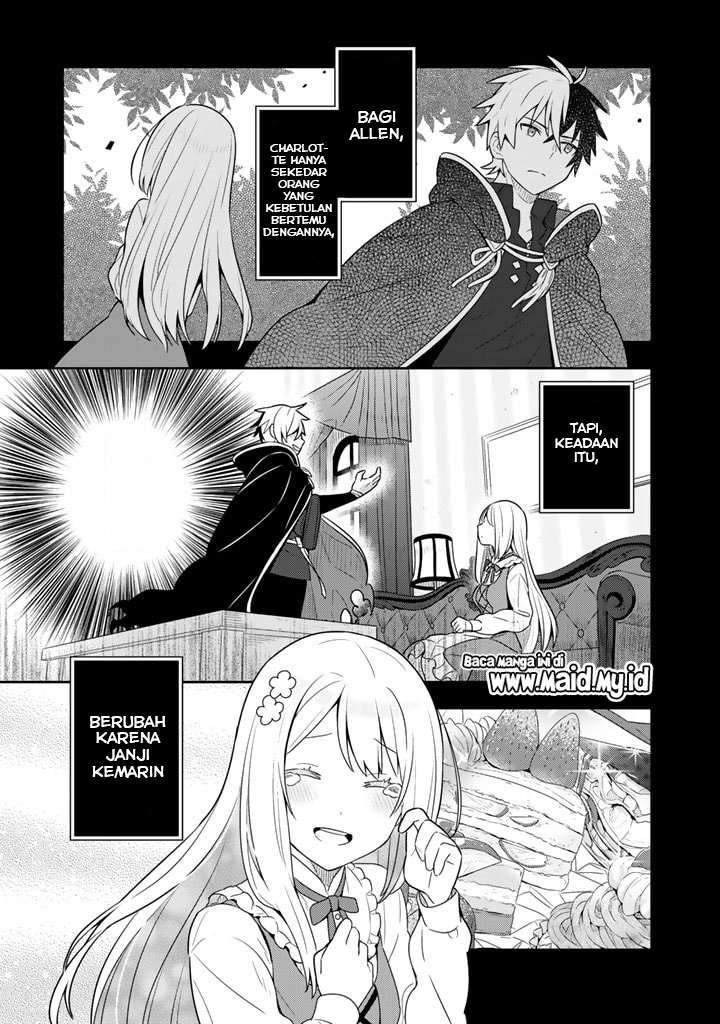 BAGI
ALLEN,
CHARLOT-
TE HANYA
SEKEDAR
ORANG
YANG
KEBETULAN
BERTEMU
DENGANNYA,
TAPI,
KEADAAN
ITU,
Baca Manga ini di
www.Maid.My.id
BERUBAH
KARENA
JANJI
KEMARIN